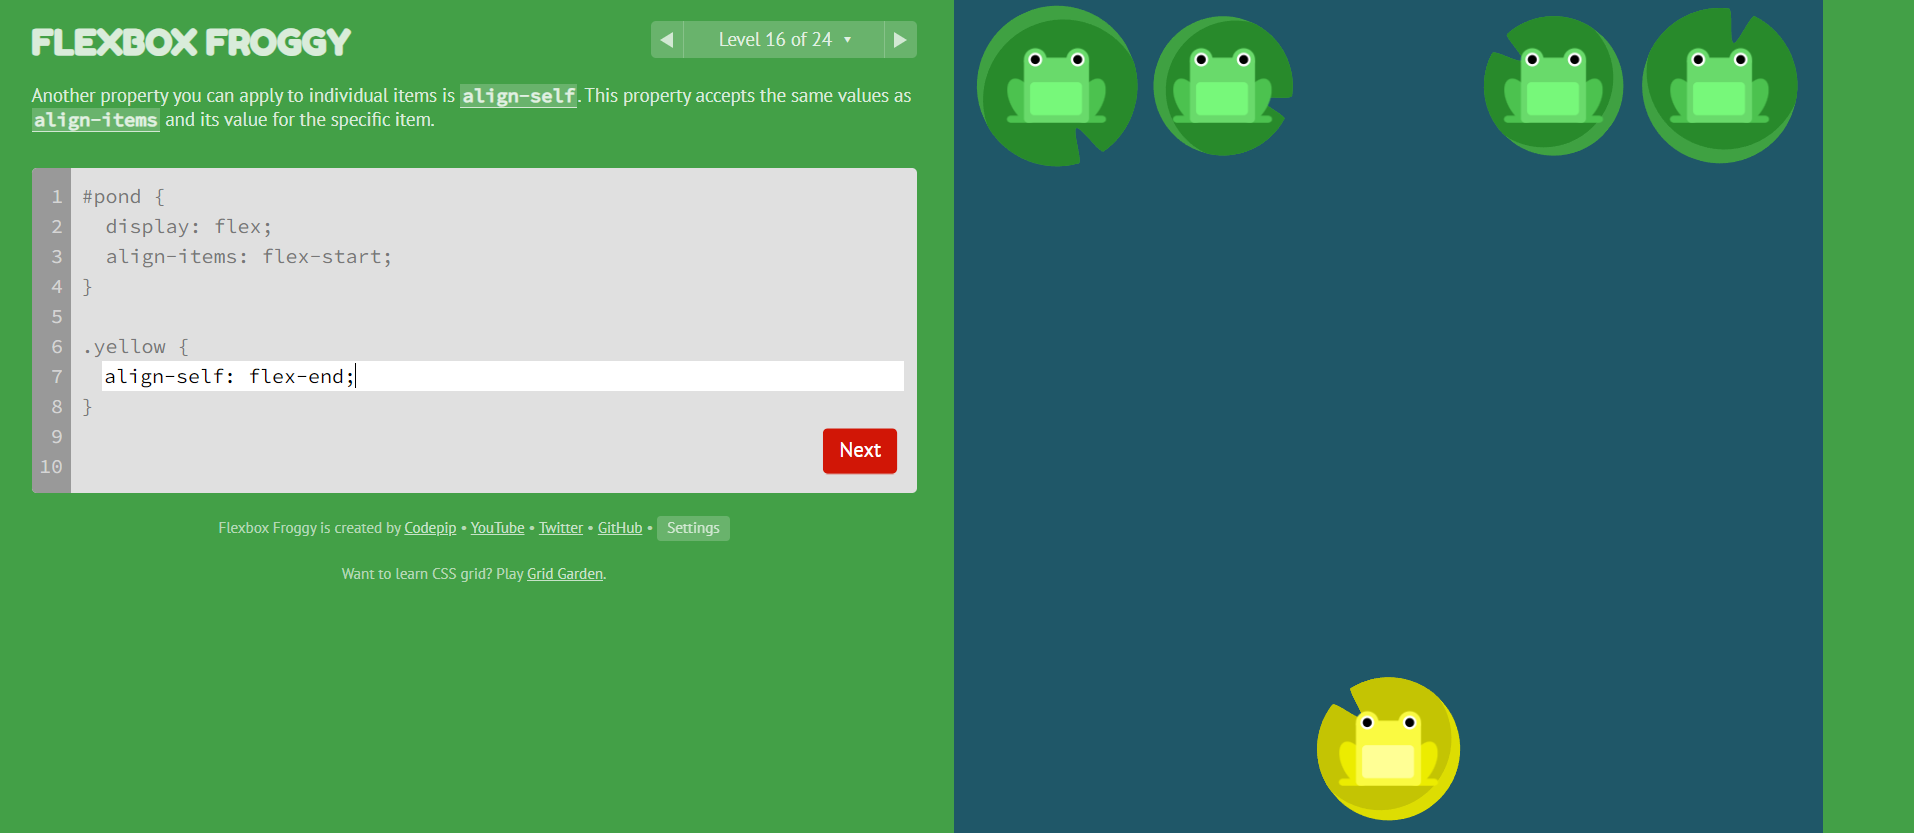 FLEXBOX FROGGY
Level 16 of 24
Another property you can apply to individual items is align-self. This property accepts the same values as
align-items and its value for the specific item.
1 #pond {
2 display: flex;
3 align-items: flex-start;
4 }
5
6 .yellow {
7 align-self: flex-end;
8 }
9
10
Next
Flexbox Froggy is created by Codepip • YouTube • Twitter • GitHub • Settings
Want to learn CSS grid? Play Grid Garden.